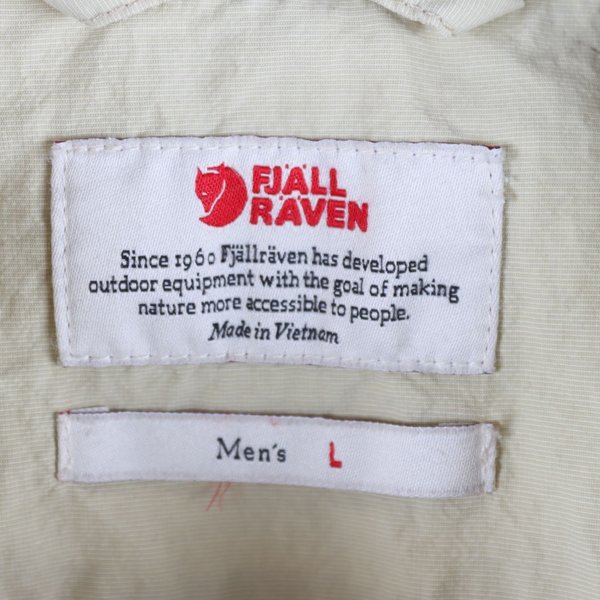 FJÄLL
RÄVEN
Since 1960 Fjällräven has developed
outdoor equipment with the goal of making
nature more accessible to people.
Made in Vietnam
Men's L